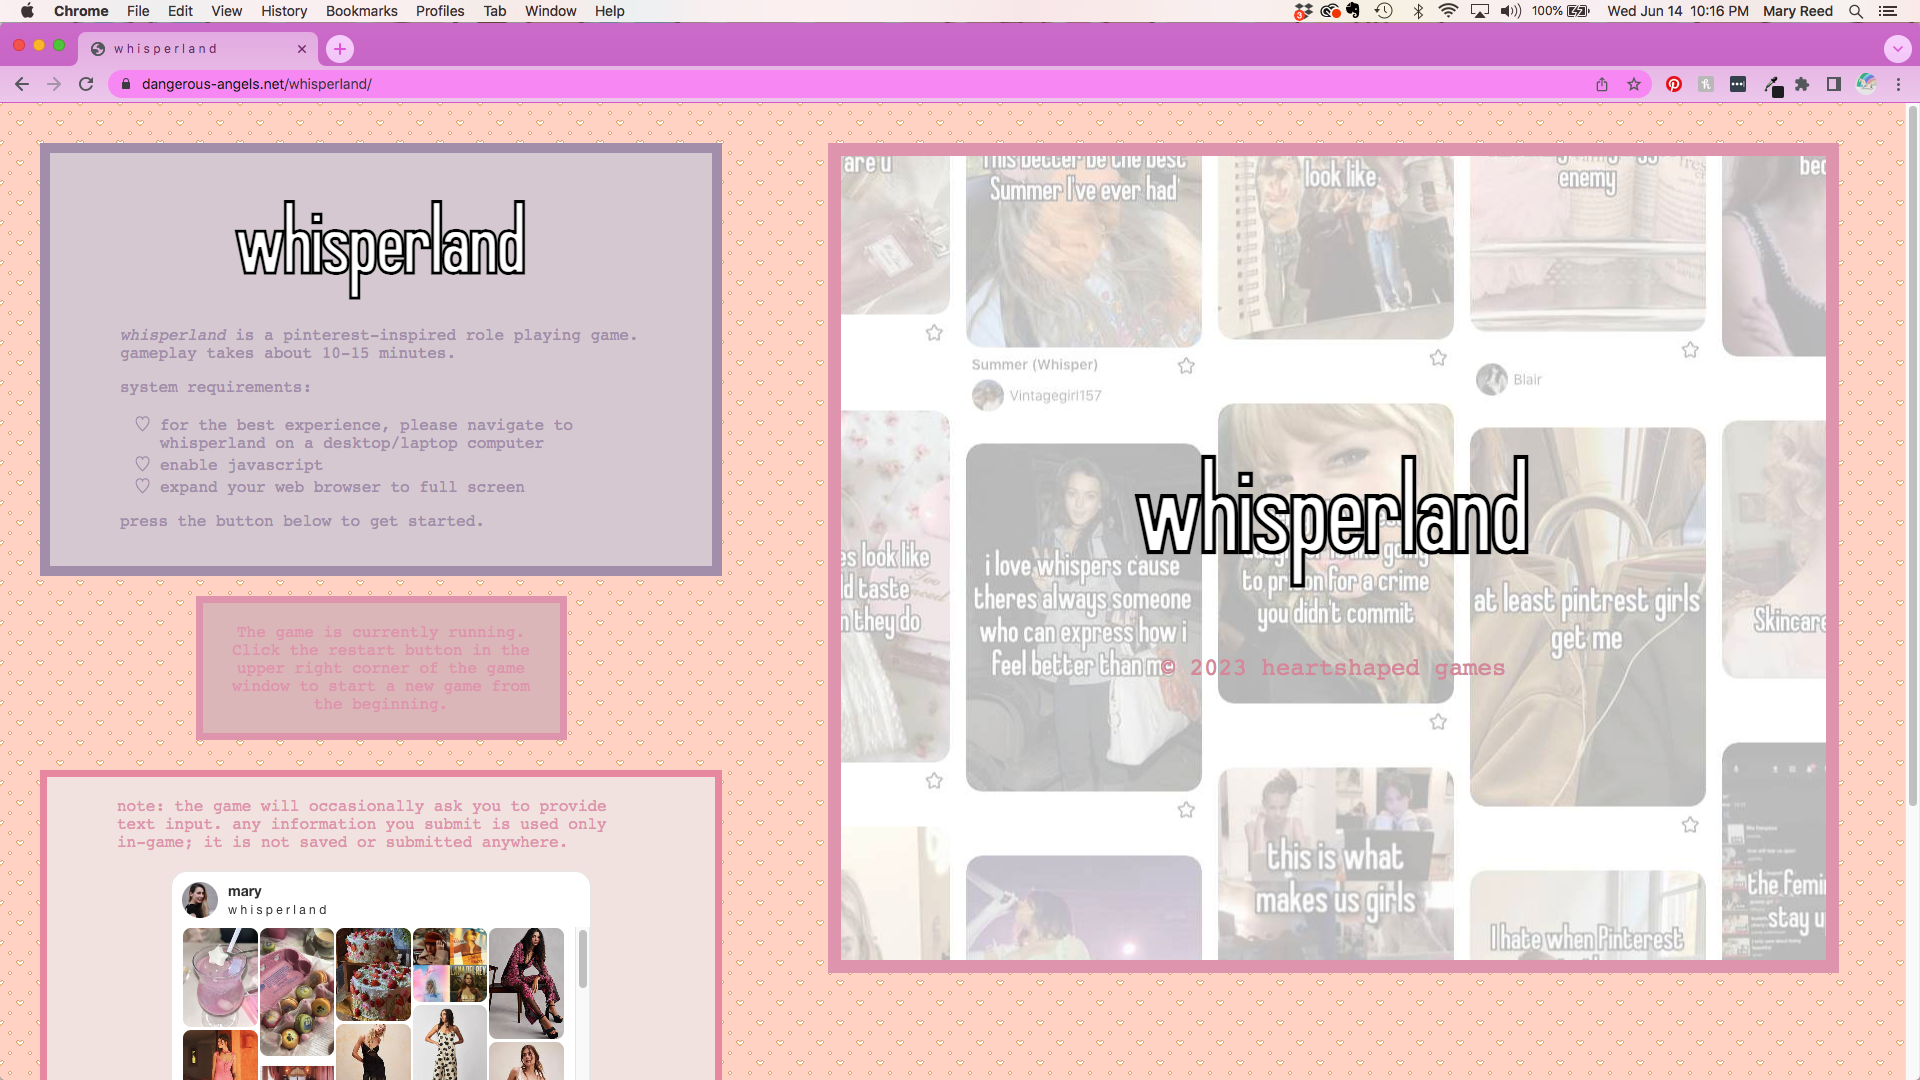 Chrome File Edit View History Bookmarks Profiles Tab Window Help
3
100%
Wed Jun 14 10:16 PM
Mary Reed
whisperland
dangerous-angels.net/whisperland/
whisperland
whisperland is a pinterest-inspired role playing game.
gameplay takes about 10-15 minutes.
system requirements:
♡ for the best experience, please navigate to
whisperland on a desktop/laptop computer
♡ enable javascript
♡ expand your web browser to full screen
press the button below to get started.
The game is currently running.
Click the restart button in the
upper right corner of the game
window to start a new game from
the beginning.
note: the game will occasionally ask you to provide
text input. any information you submit is used only
in-game; it is not saved or submitted anywhere.
mary
whisperland
LANA DEL REY
are u
This better be the best
Summer I've ever had
Summer (Whisper)
Vintagegirl157
look like
enemy
Blair
whisperland
© 2023 heartshaped games
es look like
d taste
n they do
i love whispers cause
theres always someone
who can express how i
feel better than m
to pr on for a crime
you didn't commit
at least pintrest girls
get me
Skincare
this is what
makes us girls
I hate when Pinterest
the femi
stay u